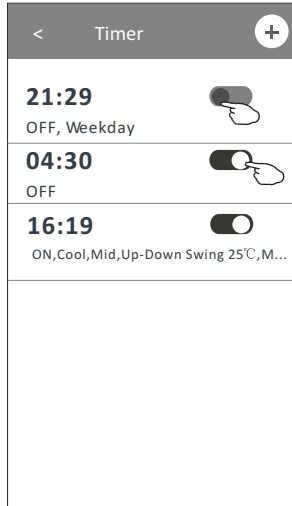 < Timer +
21:29
OFF, Weekday
04:30
OFF
16:19
ON,Cool,Mid,Up-Down Swing 25℃,M...